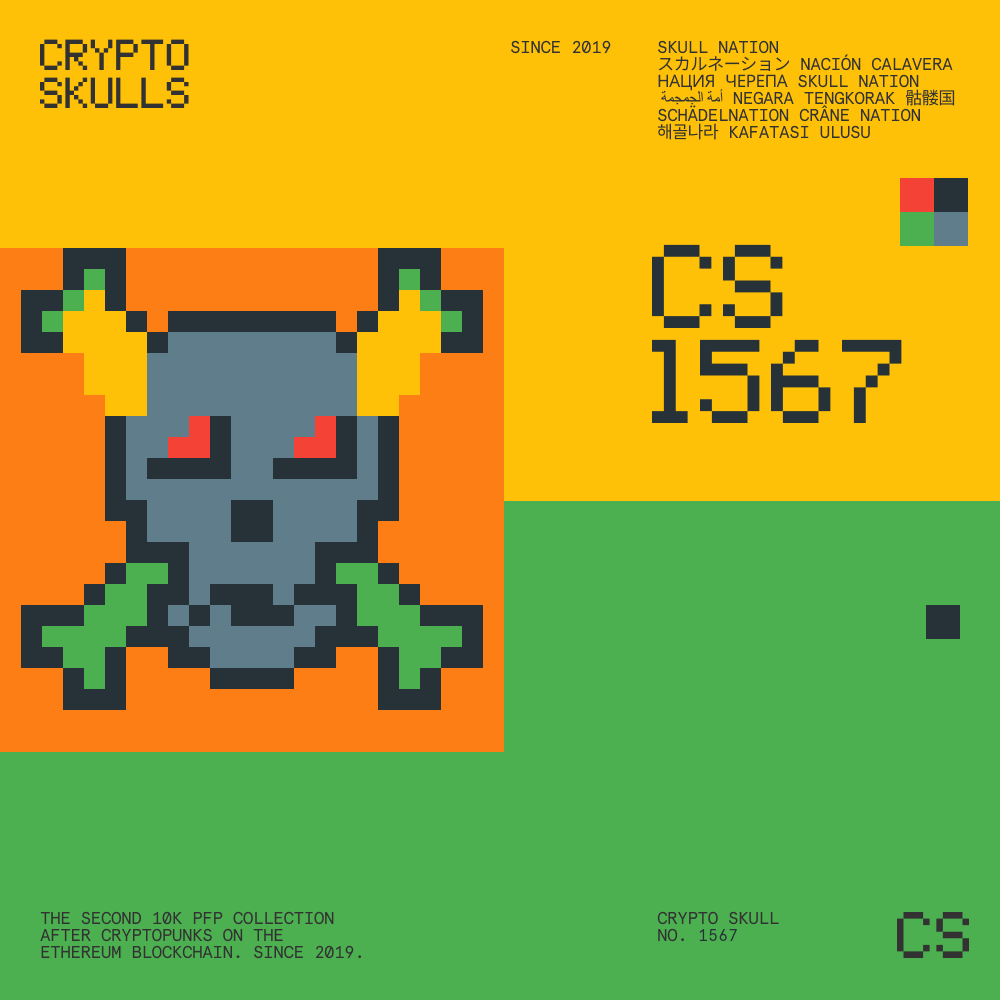 CRYPTO
SKULLS
SINCE 2019
SKULL NATION
スカルネーション NACIÓN CALAVERA
НАЦИЯ ЧЕРЕПА SKULL NATION
أمة الجمجمة NEGARA TENGKORAK 骷髅国
SCHÄDELNATION CRÂNE NATION
해골나라 KAFATASI ULUSU
CS
1567
THE SECOND 10K PFP COLLECTION
AFTER CRYPTOPUNKS ON THE
ETHEREUM BLOCKCHAIN. SINCE 2019.
CRYPTO SKULL
NO. 1567
CS